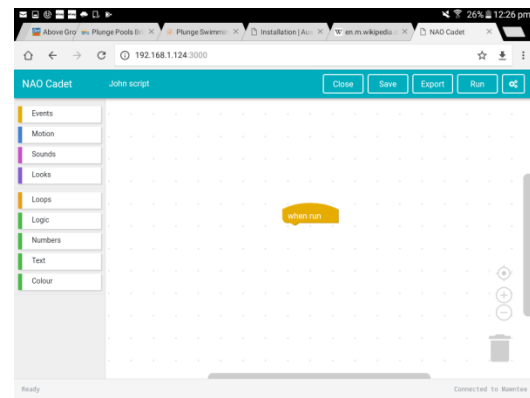 26% 12:26 pm
Above Gro
Plunge Pools Bri
Plunge Swimmi
Installation | Au
en.m.wikipedia.
NAO Cadet
192.168.1.124:3000
NAO Cadet
John script
Close
Save
Export
Run
Events
Motion
Sounds
Looks
Loops
Logic
Numbers
Text
Colour
when run
Ready
Connected to Mawntee